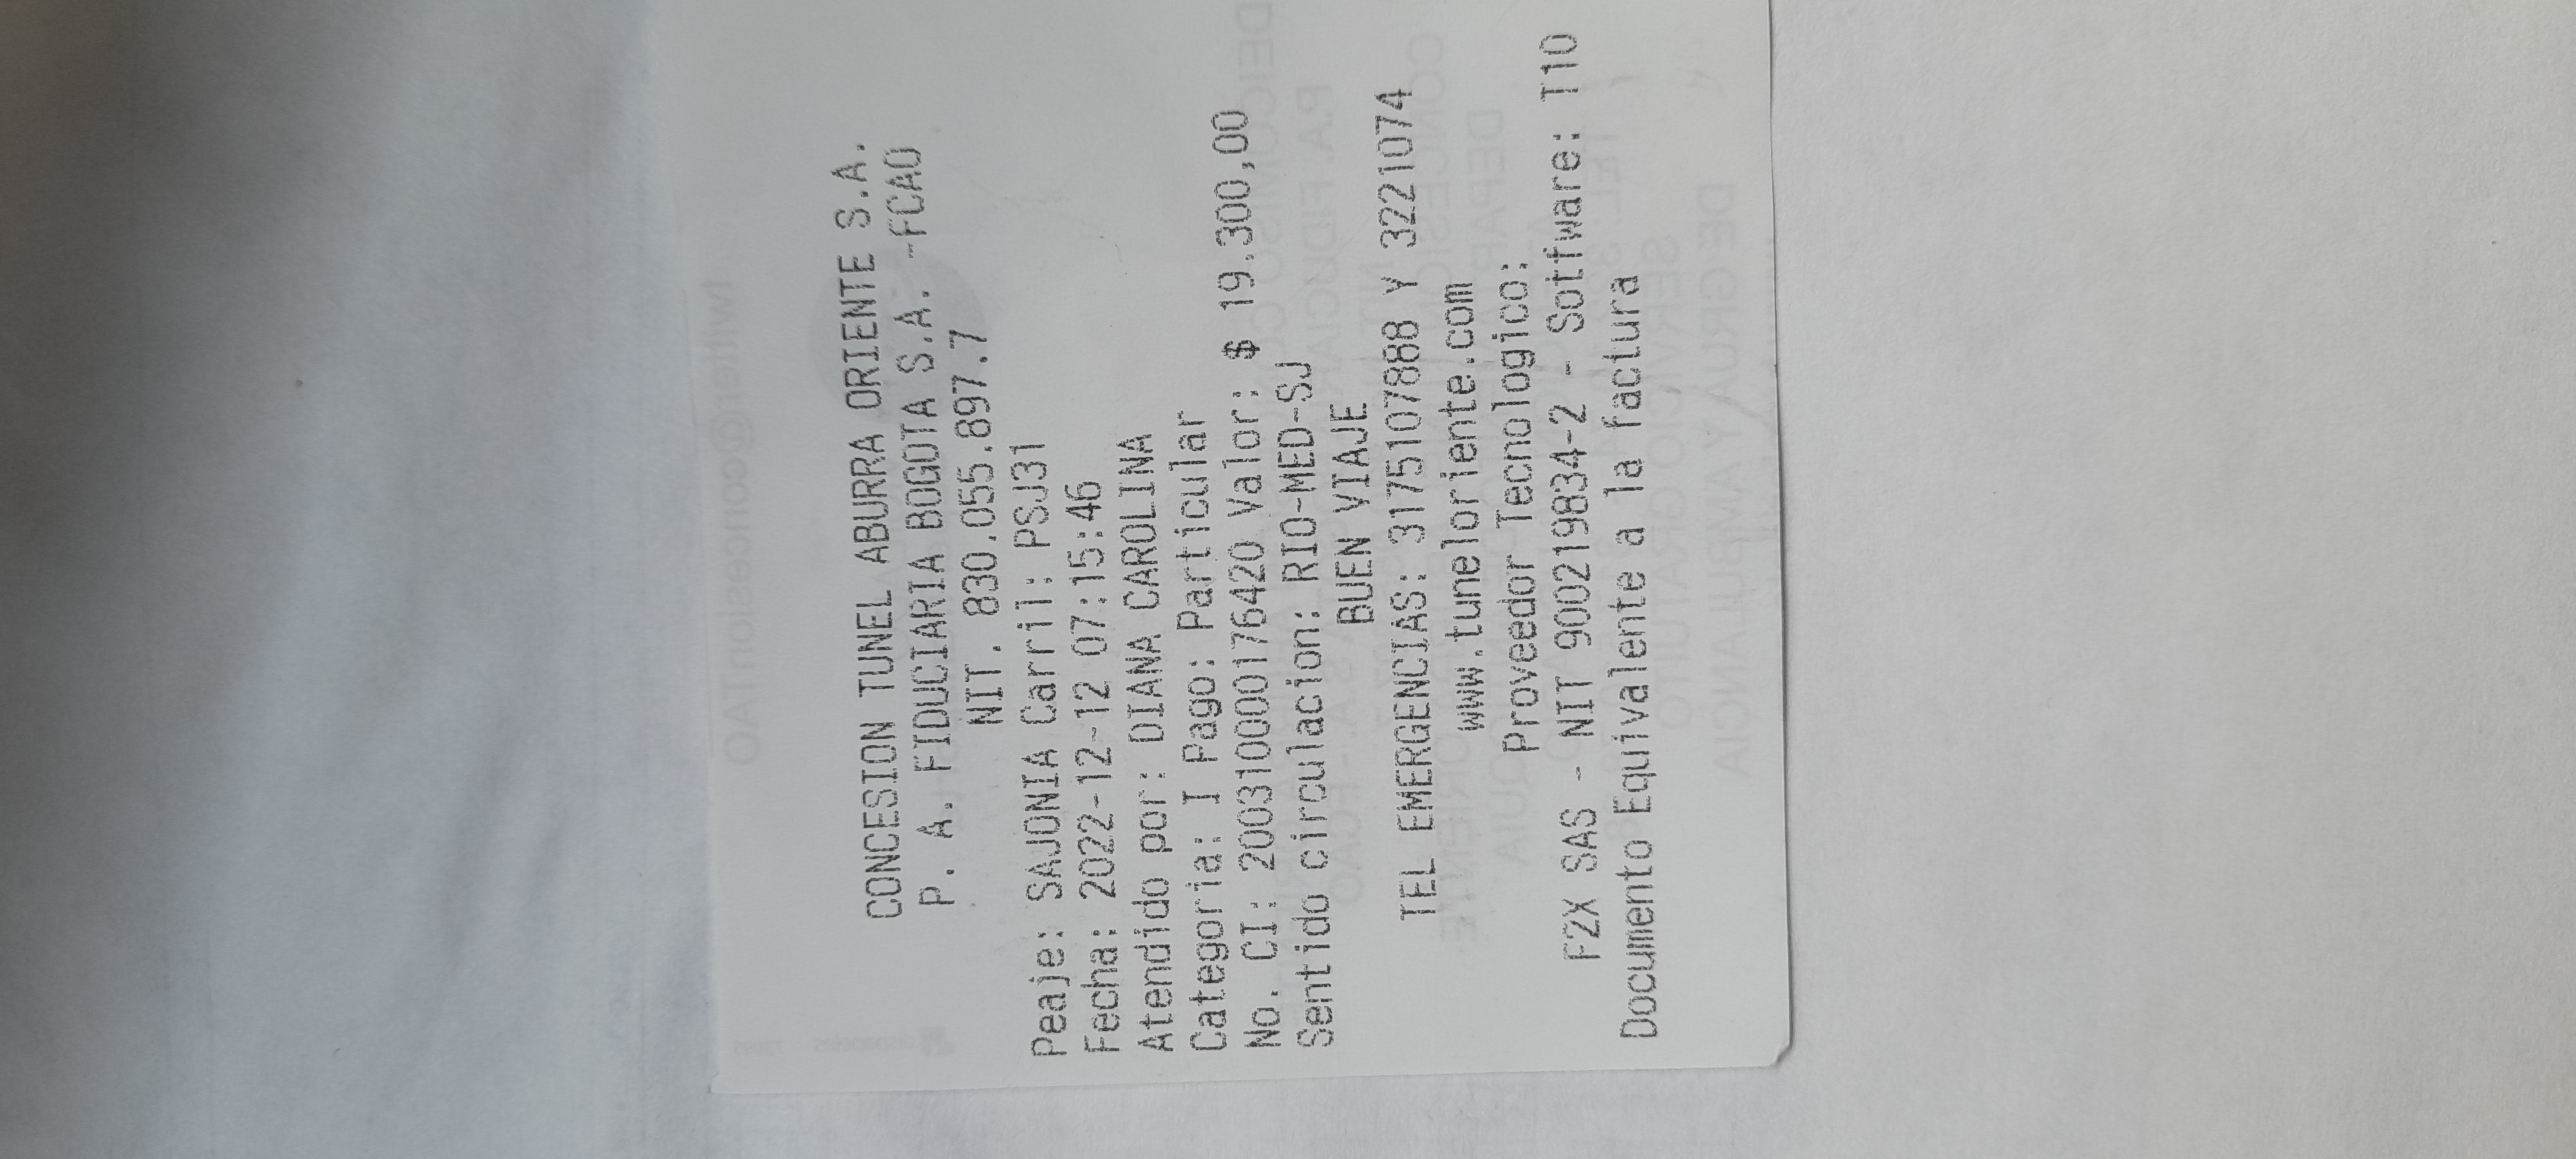 CONCESION TUNEL ABURRA ORIENTE S.A.
P. A. FIDUCIARIA BOGOTA S.A. -FCAO
NIT. 830.055.897.7
Peaje: SAJONIA Carril: PSJ31
Fecha: 2022-12-12 07:15:46
Atendido por: DIANA CAROLINA
Categoria: I Pago: Particular
No. CI: 200310000176420 Valor: $ 19.300,00
Sentido circulacion: RIO-MED-SJ
BUEN VIAJE
TEL EMERGENCIAS: 3175107888 Y 3221074
www.tuneloriente.com
Proveedor Tecnologico:
F2X SAS - NIT 900219834-2 - Software: T10
Documento Equivalente a la factura